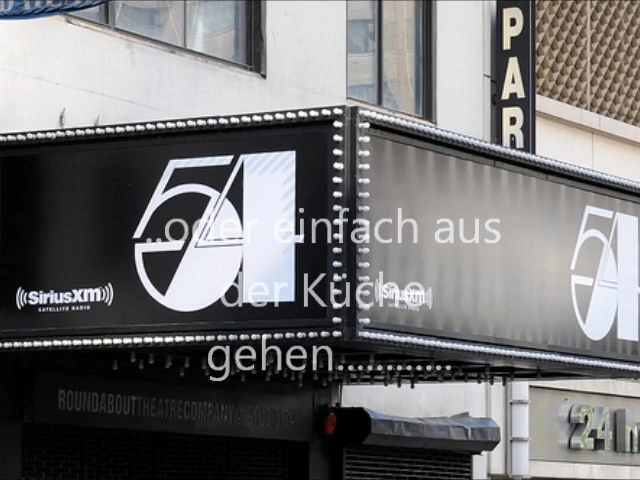 PAR
54
54
...oder einfach aus
der Küche
gehen...........
((SiriusXM))
SATELLITE RADIO
((SiriusXM))
ROUNDABOUTTHEATRECOMPANY
24